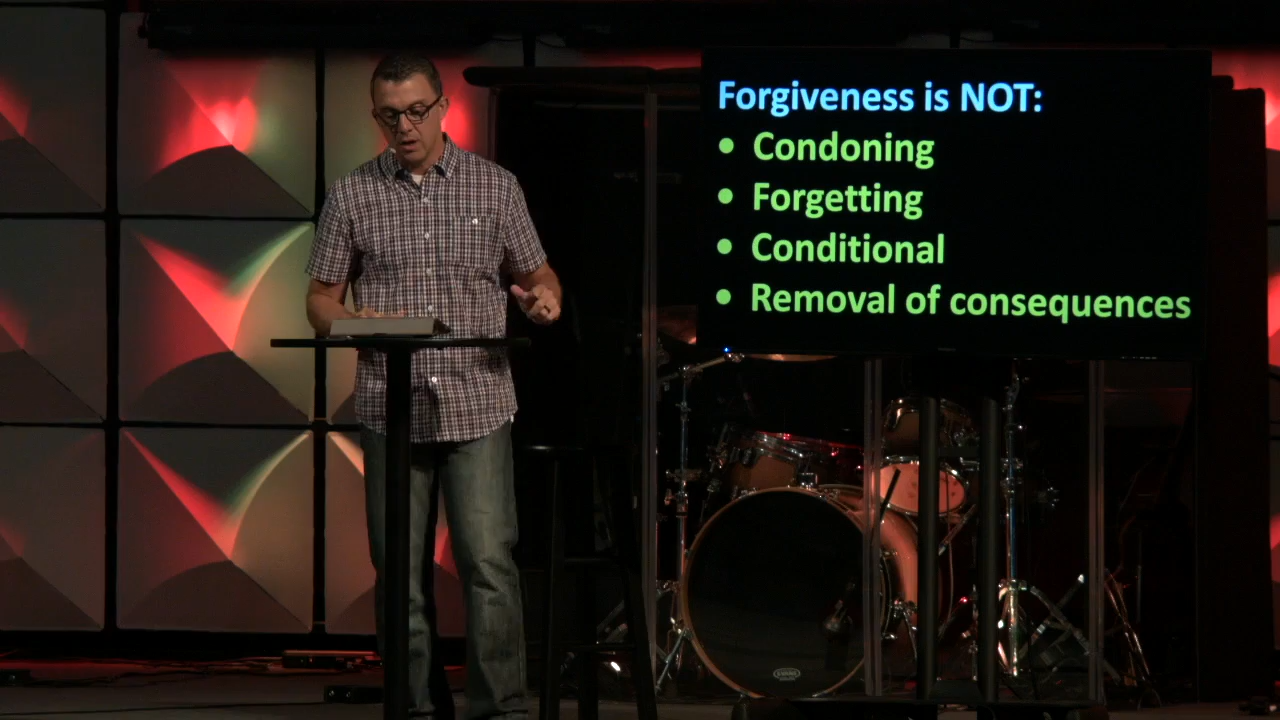 Forgiveness is NOT:
• Condoning
• Forgetting
• Conditional
• Removal of consequences